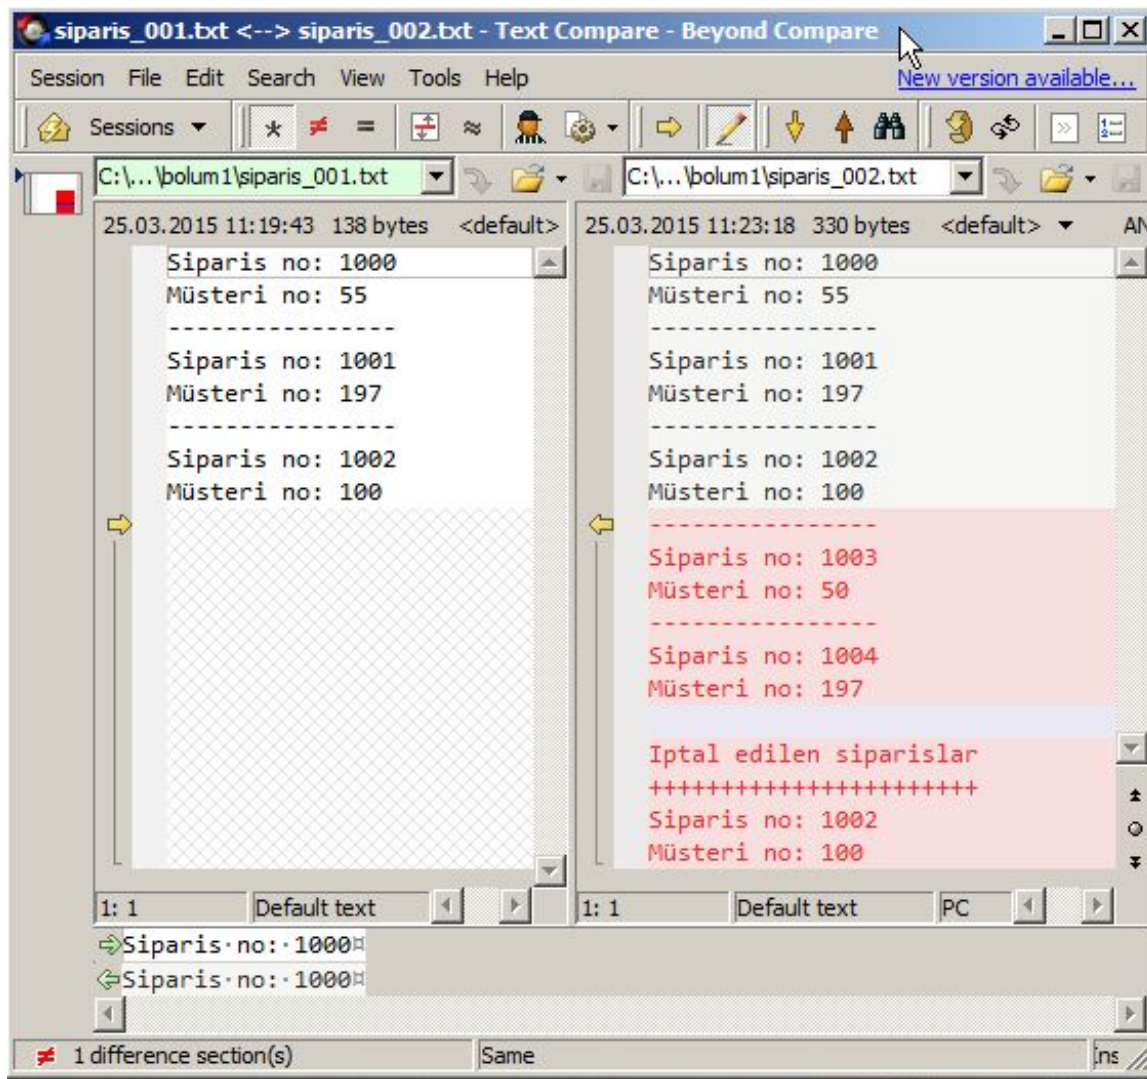 siparis_001.txt <--> siparis_002.txt - Text Compare - Beyond Compare
Session File Edit Search View Tools Help New version available...
Sessions
C:\...\bolum1\siparis_001.txt C:\...\bolum1\siparis_002.txt
25.03.2015 11:19:43 138 bytes <default> 25.03.2015 11:23:18 330 bytes <default> AN
Siparis no: 1000
Müsteri no: 55
----------------
Siparis no: 1001
Müsteri no: 197
----------------
Siparis no: 1002
Müsteri no: 100
Siparis no: 1000
Müsteri no: 55
----------------
Siparis no: 1001
Müsteri no: 197
----------------
Siparis no: 1002
Müsteri no: 100
----------------
Siparis no: 1003
Müsteri no: 50
----------------
Siparis no: 1004
Müsteri no: 197
Iptal edilen siparislar
+++++++++++++++++++++++
Siparis no: 1002
Müsteri no: 100
1: 1 Default text 1: 1 Default text PC
Siparis·no:·1000¤
Siparis·no:·1000¤
≠ 1 difference section(s) Same Ins